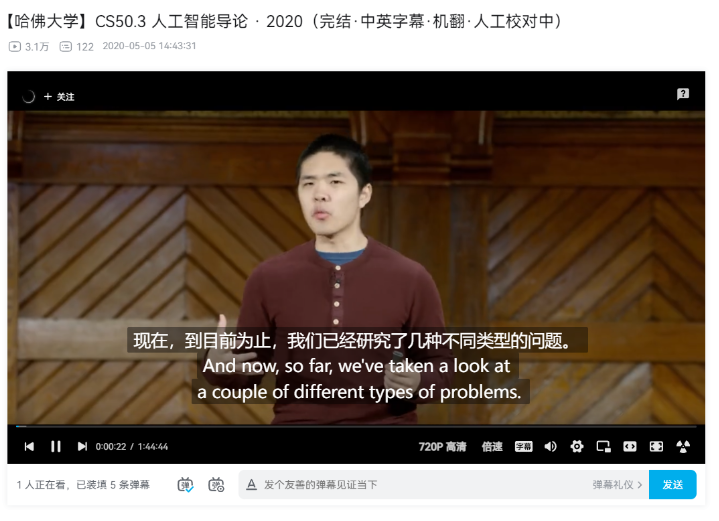 【哈佛大学】CS50.3 人工智能导论 · 2020（完结·中英字幕·机翻·人工校对中）
3.1万 122 2020-05-05 14:43:31
+ 关注
现在，到目前为止，我们已经研究了几种不同类型的问题。
And now, so far, we've taken a look at
a couple of different types of problems.
0:00:22 / 1:44:44 720P 高清 倍速 字幕
1 人正在看，已装填 5 条弹幕 弹 弹 A 发个友善的弹幕见证当下 弹幕礼仪 > 发送